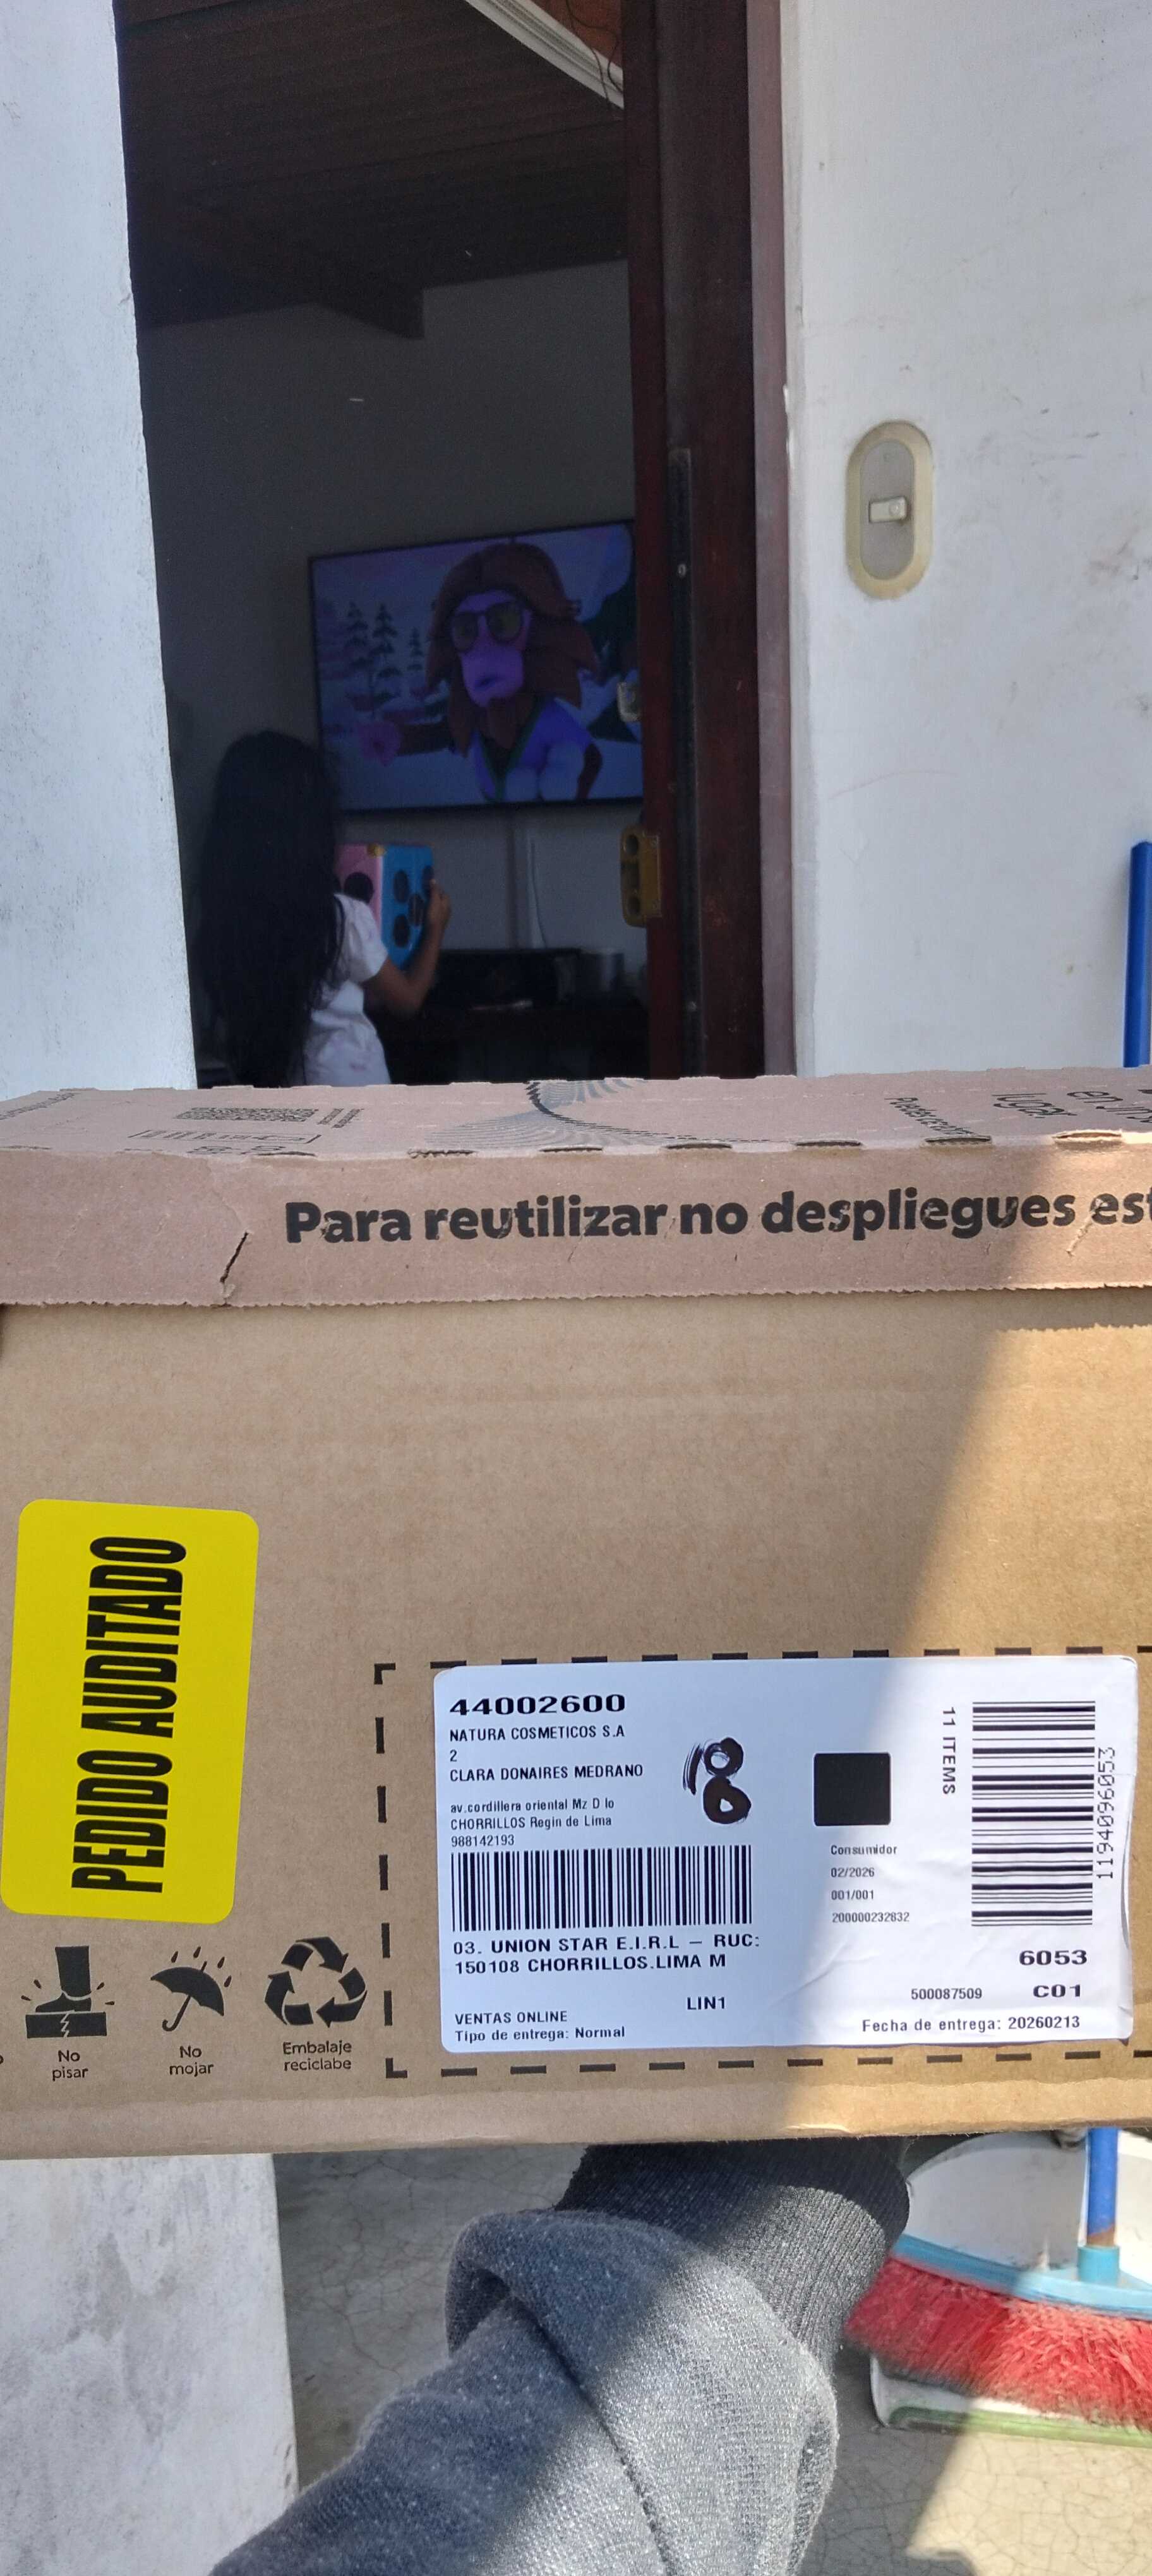 Para reutilizar no despliegues est
PEDIDO AUDITADO
No
pisar
No
mojar
Embalaje
reciclabe
44002600
NATURA COSMETICOS S.A
2
CLARA DONAIRES MEDRANO
av.cordillera oriental Mz D lo
CHORRILLOS Regin de Lima
988142193
18
03. UNION STAR E.I.R.L – RUC:
150108 CHORRILLOS.LIMA M
LIN1
VENTAS ONLINE
Tipo de entrega: Normal
Consumidor
02/2026
001/001
200000232832
11 ITEMS
1194096053
6053
500087509 C01
Fecha de entrega: 20260213